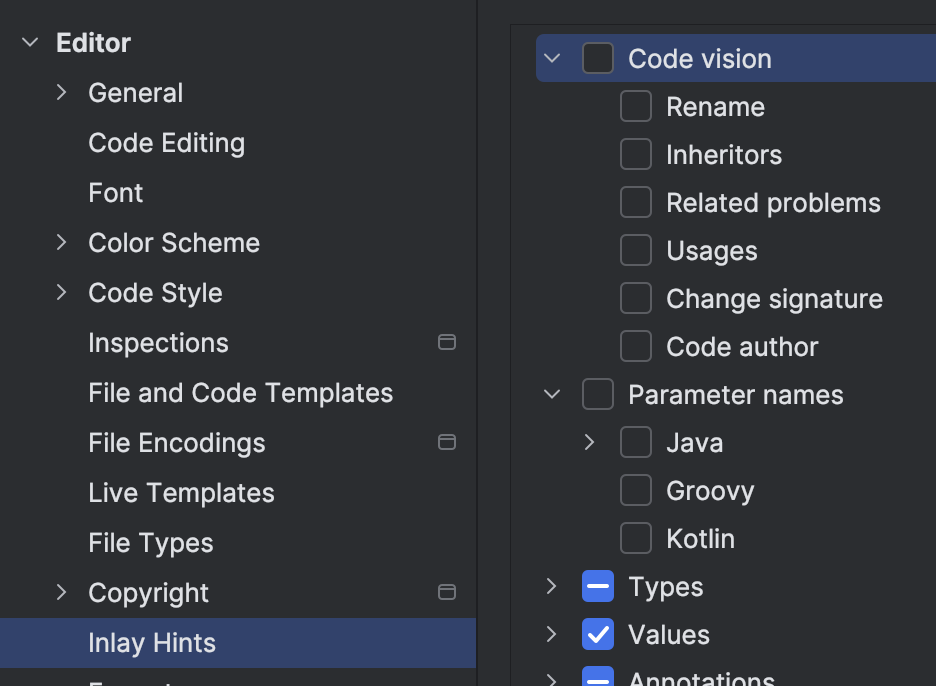 Editor
General
Code Editing
Font
Color Scheme
Code Style
Inspections
File and Code Templates
File Encodings
Live Templates
File Types
Copyright
Inlay Hints
Code vision
Rename
Inheritors
Related problems
Usages
Change signature
Code author
Parameter names
Java
Groovy
Kotlin
Types
Values
Annotations